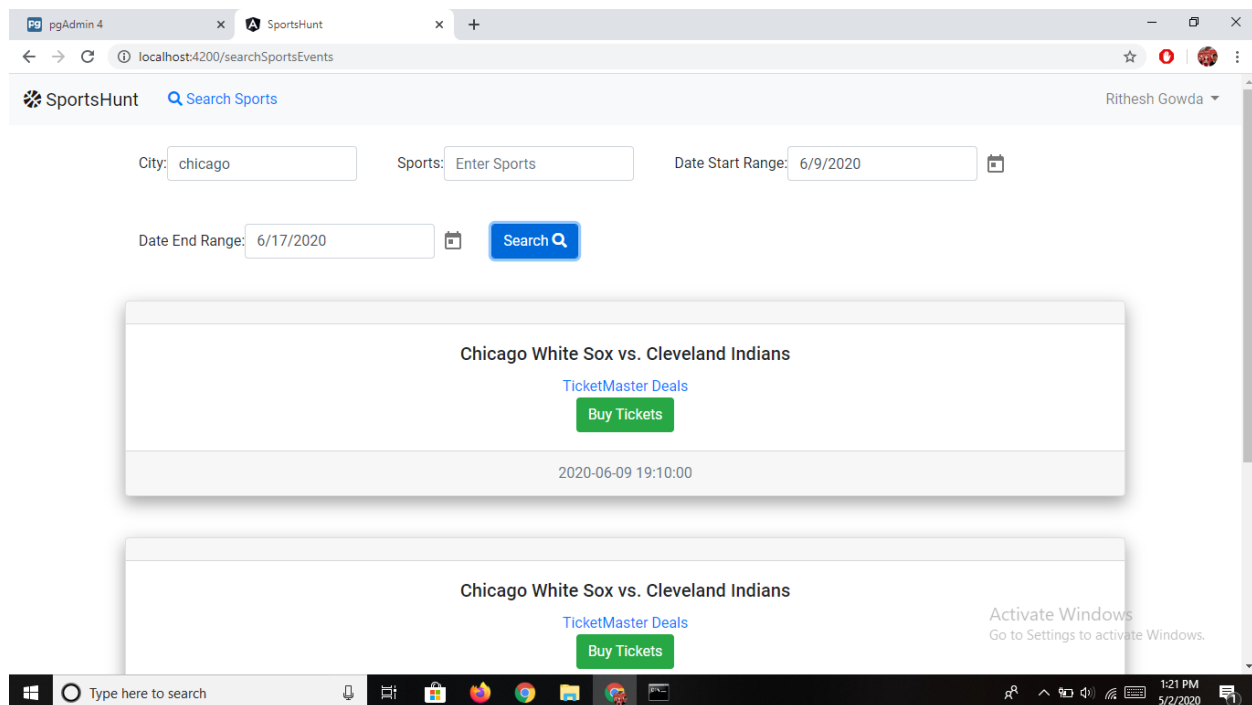 pgAdmin 4
SportsHunt
localhost:4200/searchSportsEvents
SportsHunt Search Sports Rithesh Gowda
City: chicago Sports: Enter Sports Date Start Range: 6/9/2020
Date End Range: 6/17/2020 Search
Chicago White Sox vs. Cleveland Indians
TicketMaster Deals
Buy Tickets
2020-06-09 19:10:00
Chicago White Sox vs. Cleveland Indians
TicketMaster Deals
Buy Tickets
Activate Windows
Go to Settings to activate Windows.
Type here to search
1:21 PM
5/2/2020